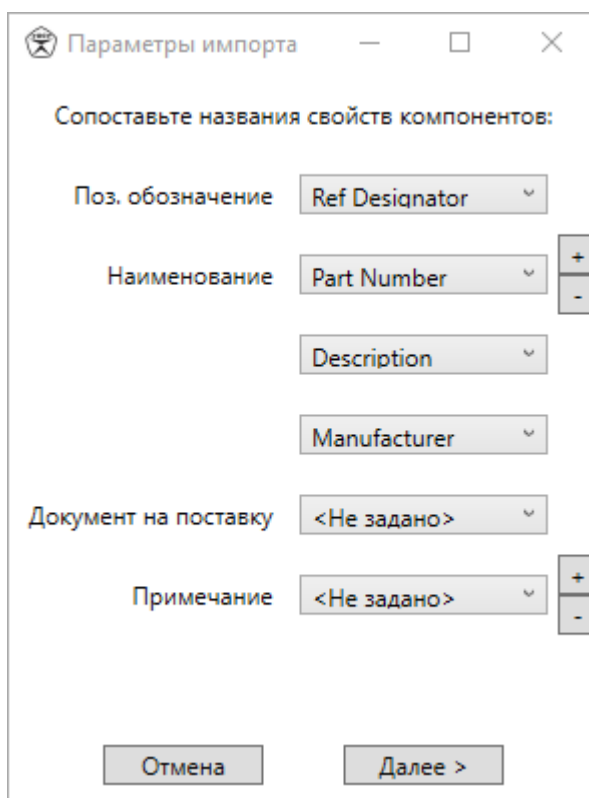 Параметры импорта
Сопоставьте названия свойств компонентов:
Поз. обозначение Ref Designator
Наименование Part Number +
-
Description
Manufacturer
Документ на поставку <Не задано>
Примечание <Не задано> +
-
Отмена Далее >